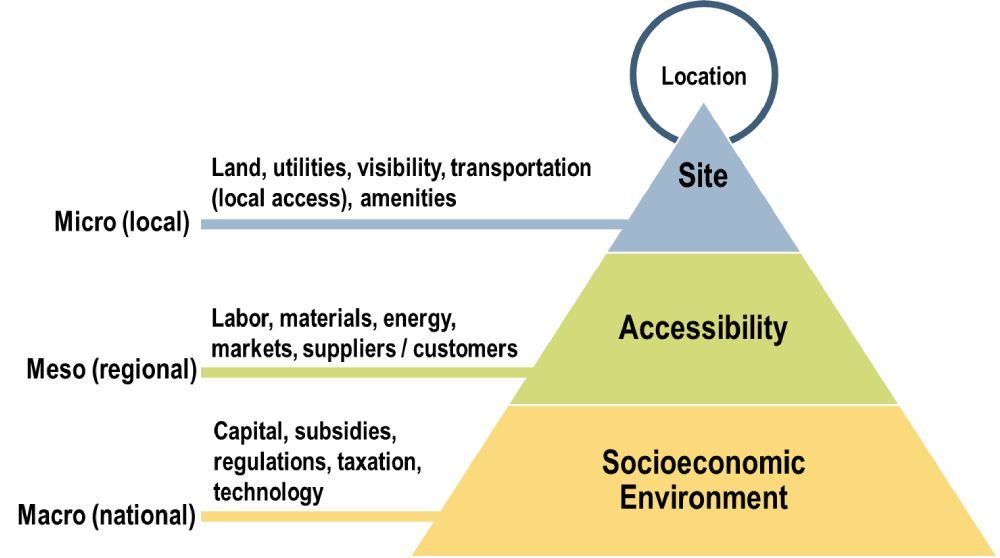 Location
Site
Land, utilities, visibility, transportation
(local access), amenities
Micro (local)
Accessibility
Labor, materials, energy,
markets, suppliers / customers
Meso (regional)
Capital, subsidies,
regulations, taxation,
technology
Macro (national)
Socioeconomic
Environment